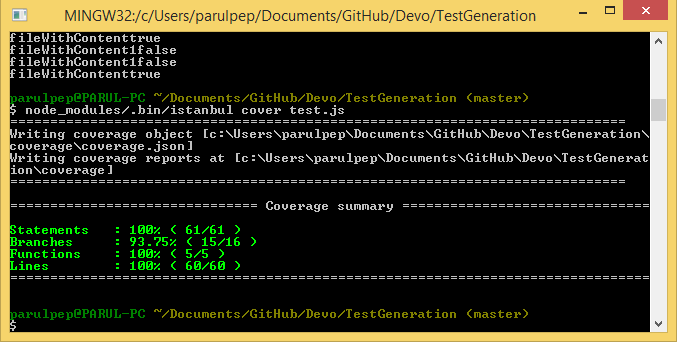 MINGW32:/c/Users/parulpep/Documents/GitHub/Devo/TestGeneration
fileWithContenttrue
fileWithContent1false
fileWithContent1false
fileWithContenttrue
parulpep@PARUL-PC ~/Documents/GitHub/Devo/TestGeneration (master)
$ node_modules/.bin/istanbul cover test.js
=============================================================================
Writing coverage object [c:\Users\parulpep\Documents\GitHub\Devo\TestGeneration\
coverage\coverage.json]
Writing coverage reports at [c:\Users\parulpep\Documents\GitHub\Devo\TestGenerat
ion\coverage]
=============================================================================
=============================== Coverage summary ===============================
Statements   : 100% ( 61/61 )
Branches     : 93.75% ( 15/16 )
Functions    : 100% ( 5/5 )
Lines        : 100% ( 60/60 )
================================================================================
parulpep@PARUL-PC ~/Documents/GitHub/Devo/TestGeneration (master)
$